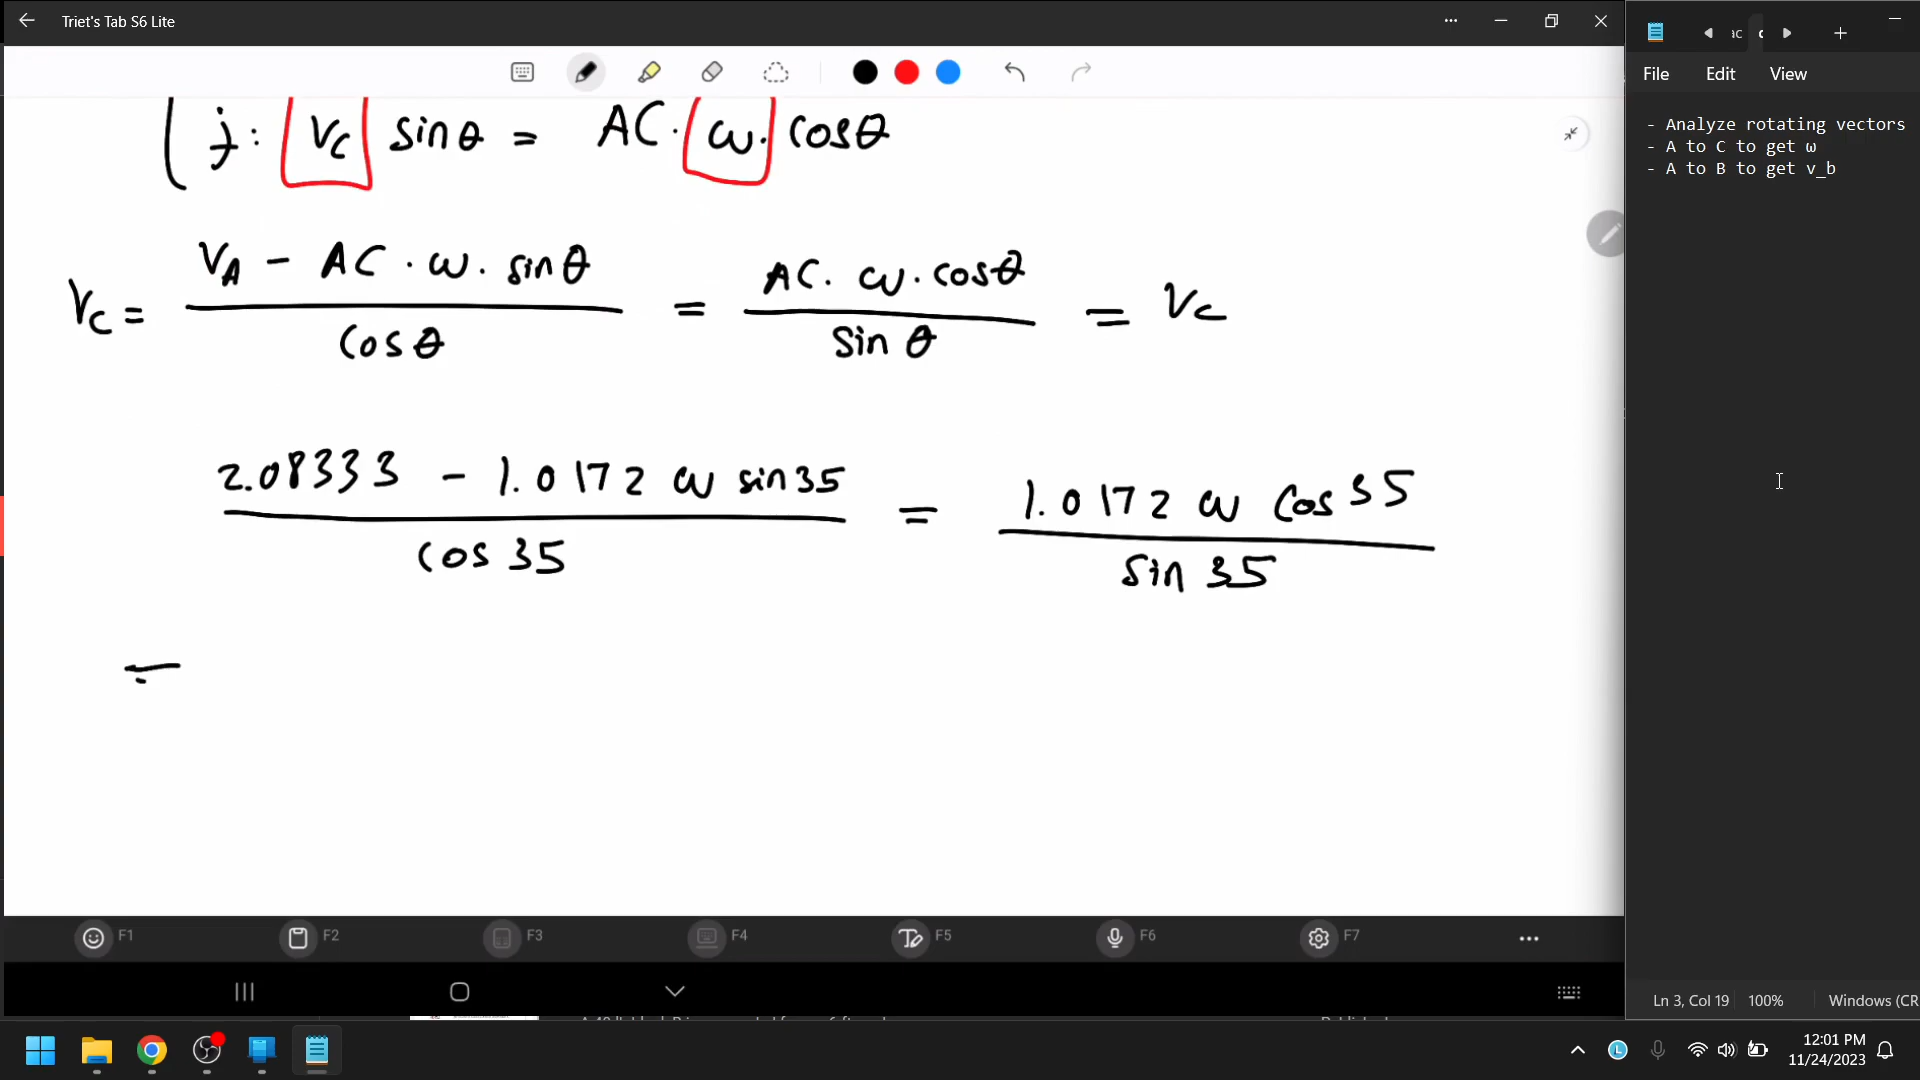 Triet's Tab S6 Lite
j: Vc sinθ = AC · ω · cosθ
Vc = (VA − AC · ω · sinθ) / cosθ = (AC · ω · cosθ) / sin θ = Vc
(2.08333 − 1.0172 ω sin35) / cos 35 = (1.0172 ω cos 35) / sin 35
=
F1 F2 F3 F4 F5 F6 F7
File Edit View
- Analyze rotating vectors
- A to C to get ω
- A to B to get v_b
Ln 3, Col 19 100% Windows (CR
12:01 PM
11/24/2023